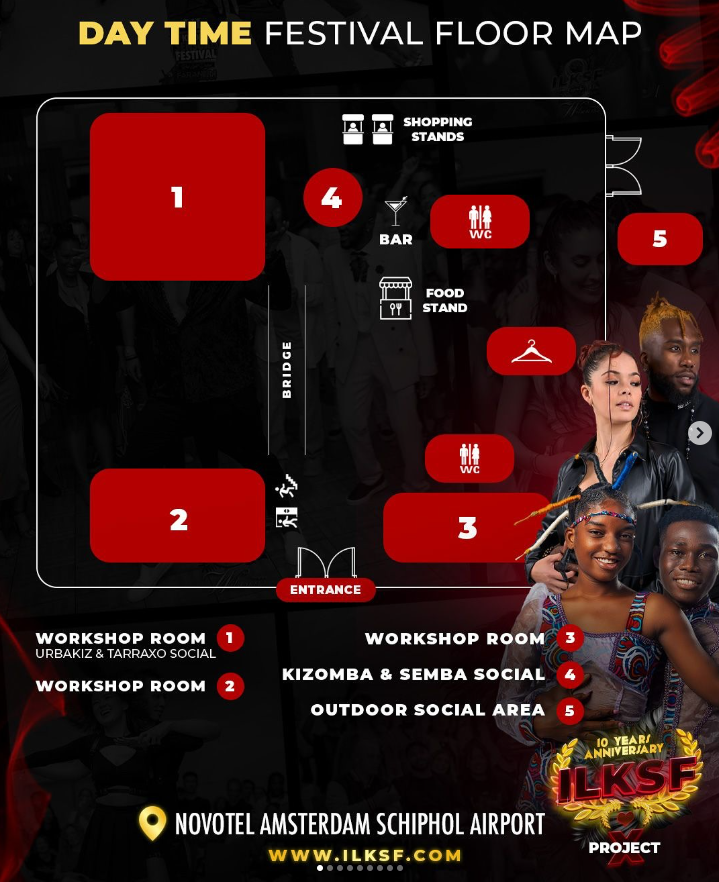 DAY TIME FESTIVAL FLOOR MAP
SHOPPING
STANDS
1
4
BAR
WC
5
FOOD
STAND
BRIDGE
WC
2
3
ENTRANCE
WORKSHOP ROOM 1
URBAKIZ & TARRAXO SOCIAL
WORKSHOP ROOM 2
WORKSHOP ROOM 3
KIZOMBA & SEMBA SOCIAL 4
OUTDOOR SOCIAL AREA 5
10 YEARS
ANNIVERSARY
ILKSF
X
PROJECT
NOVOTEL AMSTERDAM SCHIPHOL AIRPORT
WWW.ILKSF.COM